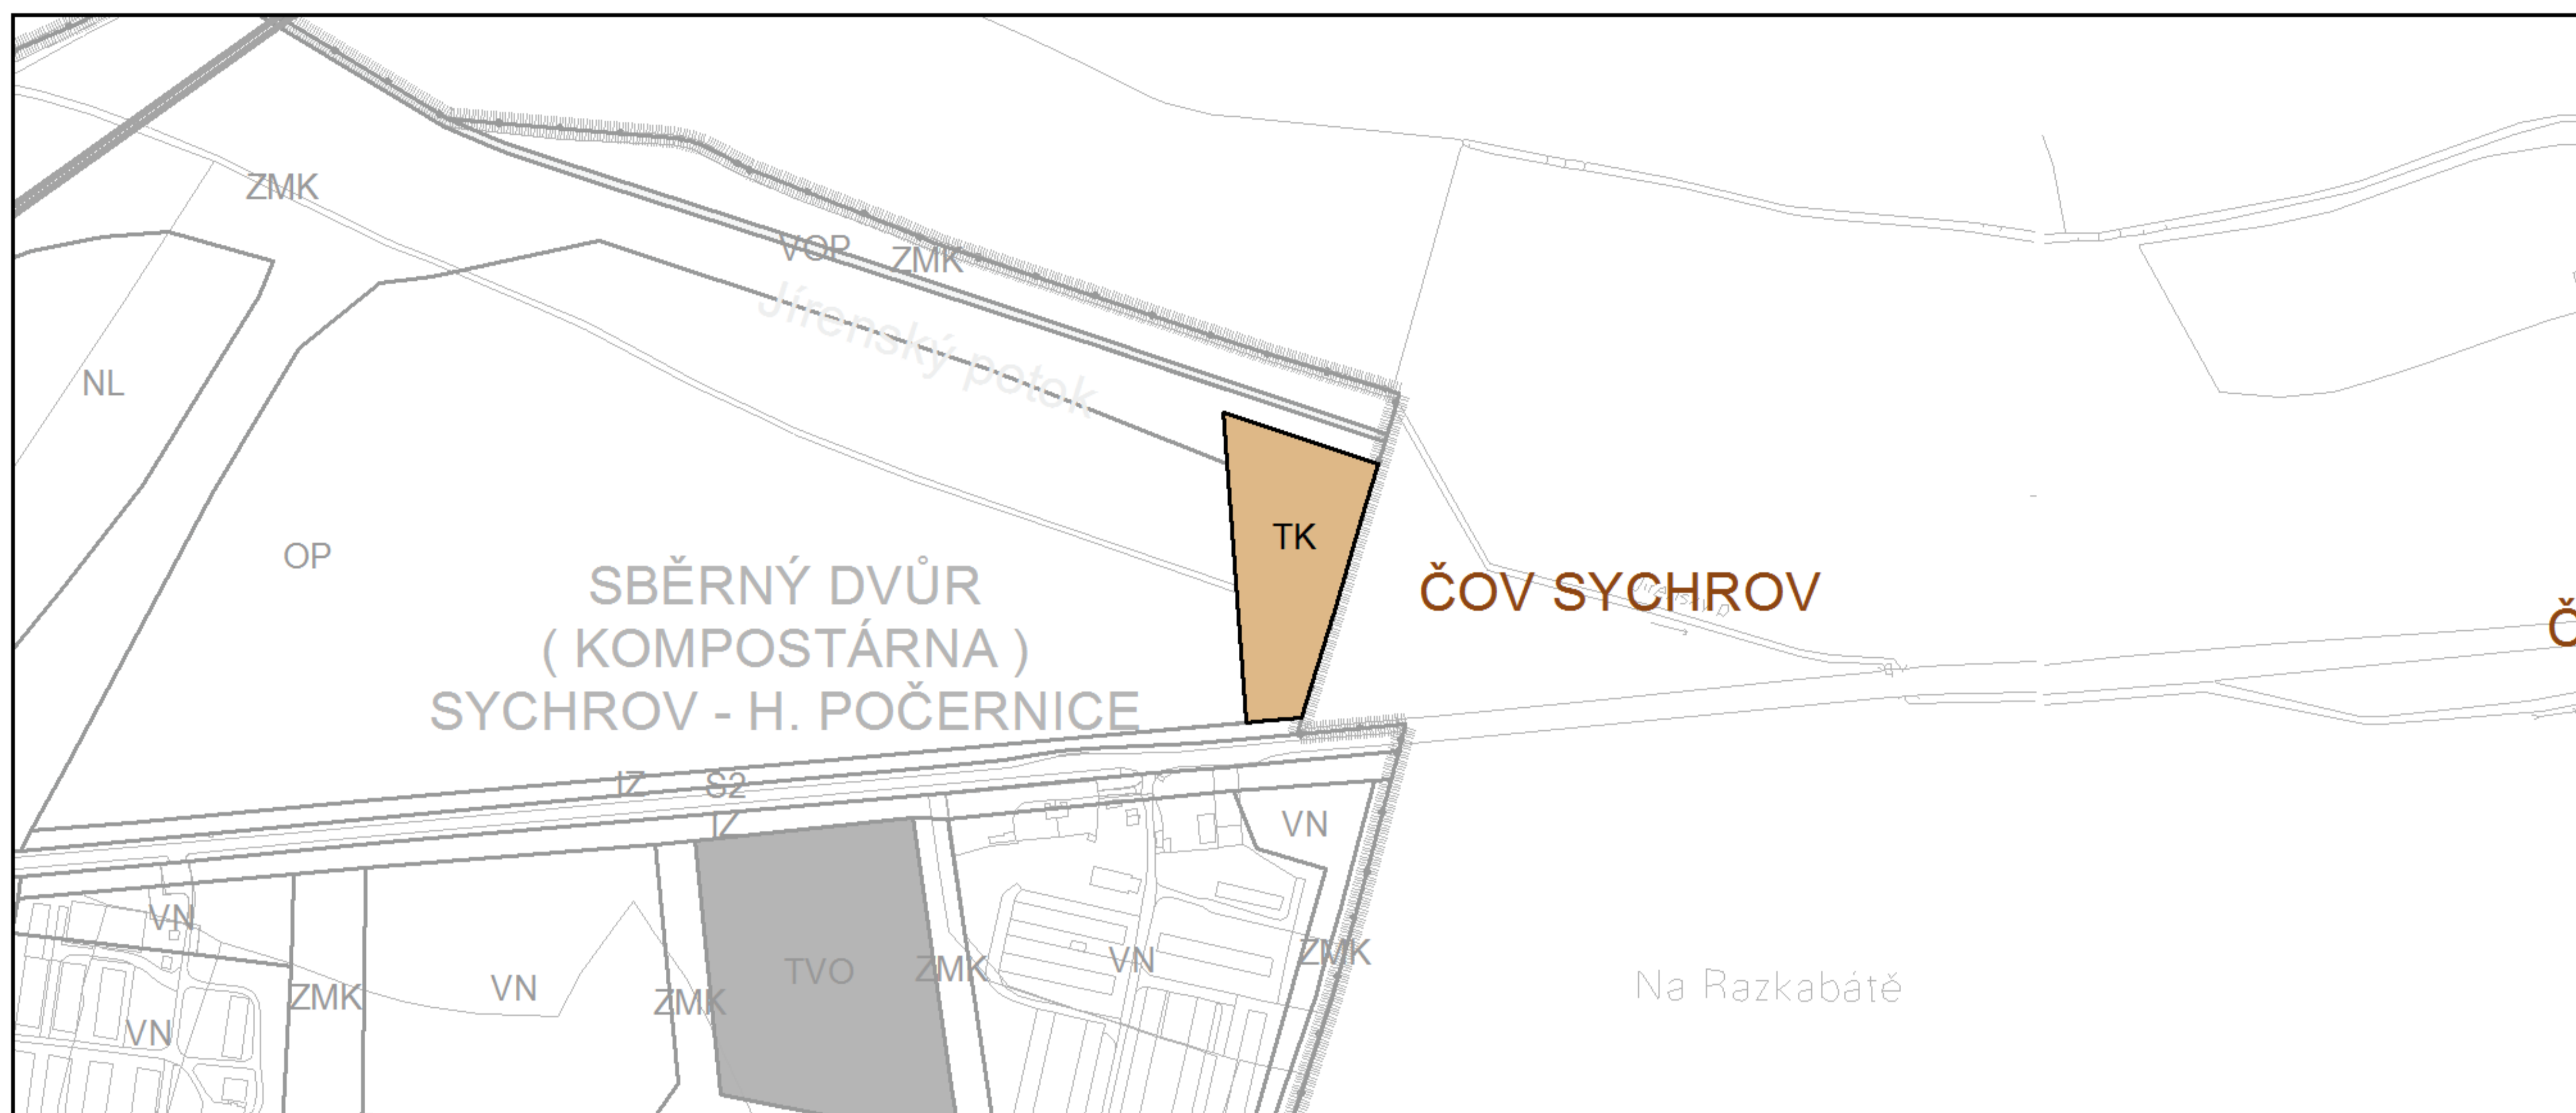 ZMK
VOP
ZMK
Jírenský potok
NL
TK
OP
SBĚRNÝ DVŮR
( KOMPOSTÁRNA )
SYCHROV - H. POČERNICE
ČOV SYCHROV
Č
IZ
S2
IZ
VN
VN
VN
ZMK
VN
ZMK
TVO
ZMK
VN
ZMK
Na Razkabátě